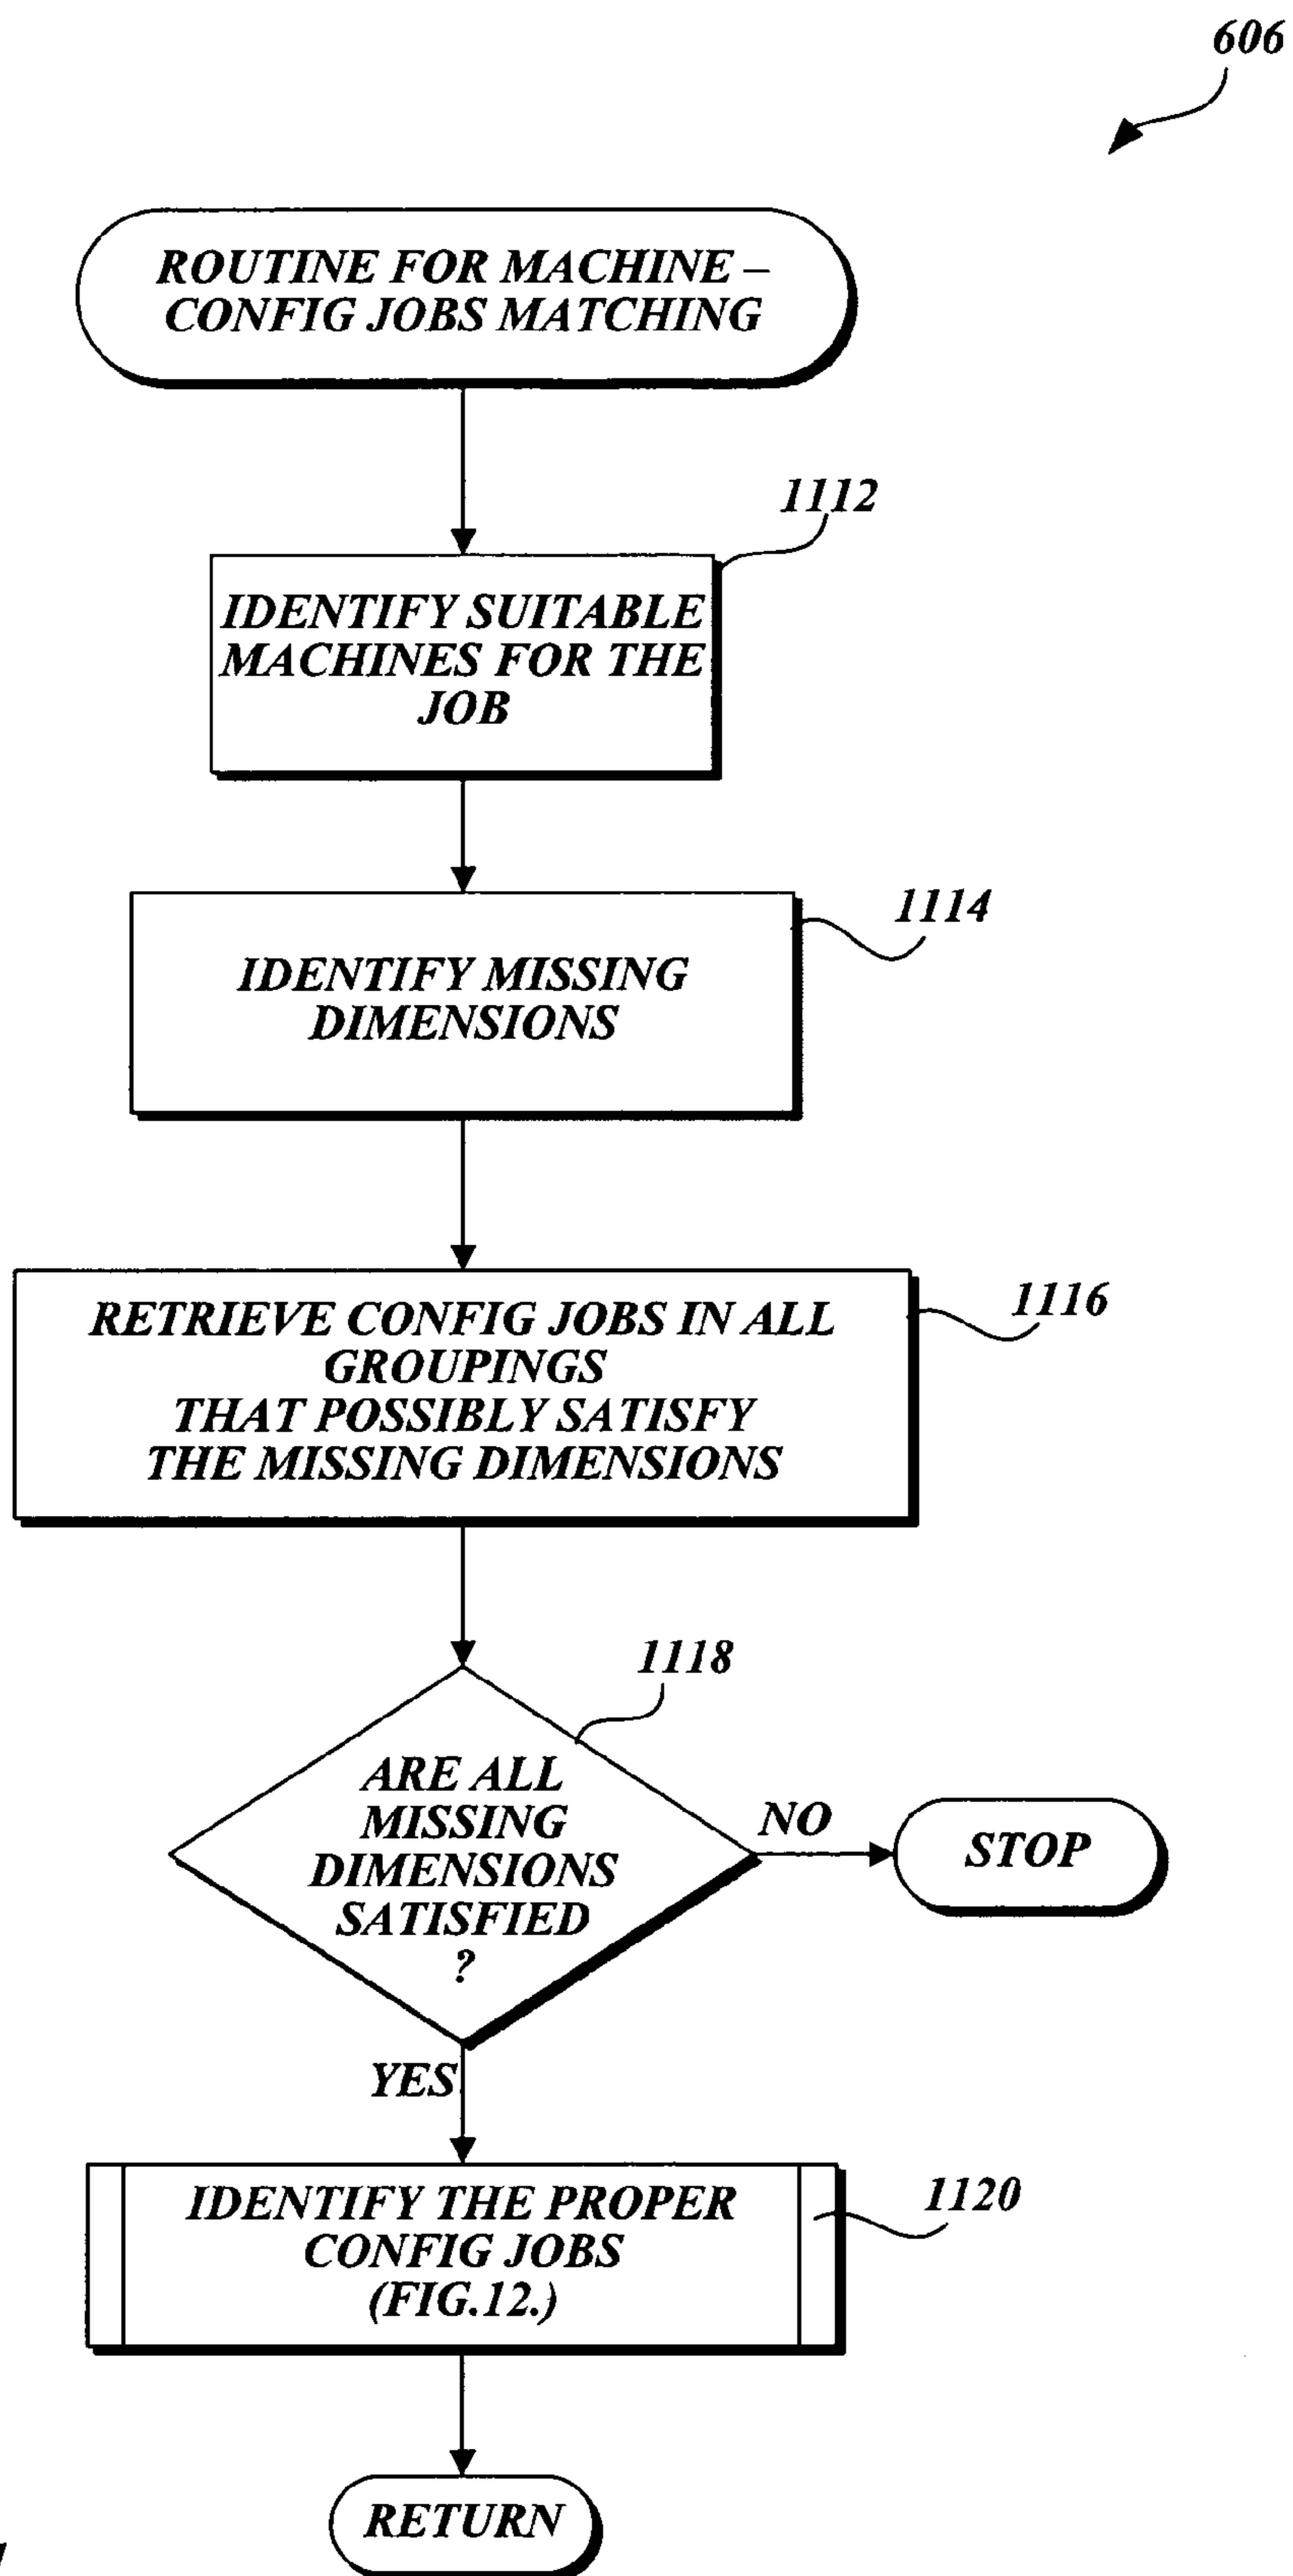 606
ROUTINE FOR MACHINE –
CONFIG JOBS MATCHING
1112
IDENTIFY SUITABLE
MACHINES FOR THE
JOB
1114
IDENTIFY MISSING
DIMENSIONS
1116
RETRIEVE CONFIG JOBS IN ALL
GROUPINGS
THAT POSSIBLY SATISFY
THE MISSING DIMENSIONS
1118
ARE ALL
MISSING
DIMENSIONS
SATISFIED
?
NO
STOP
YES
1120
IDENTIFY THE PROPER
CONFIG JOBS
(FIG.12.)
RETURN